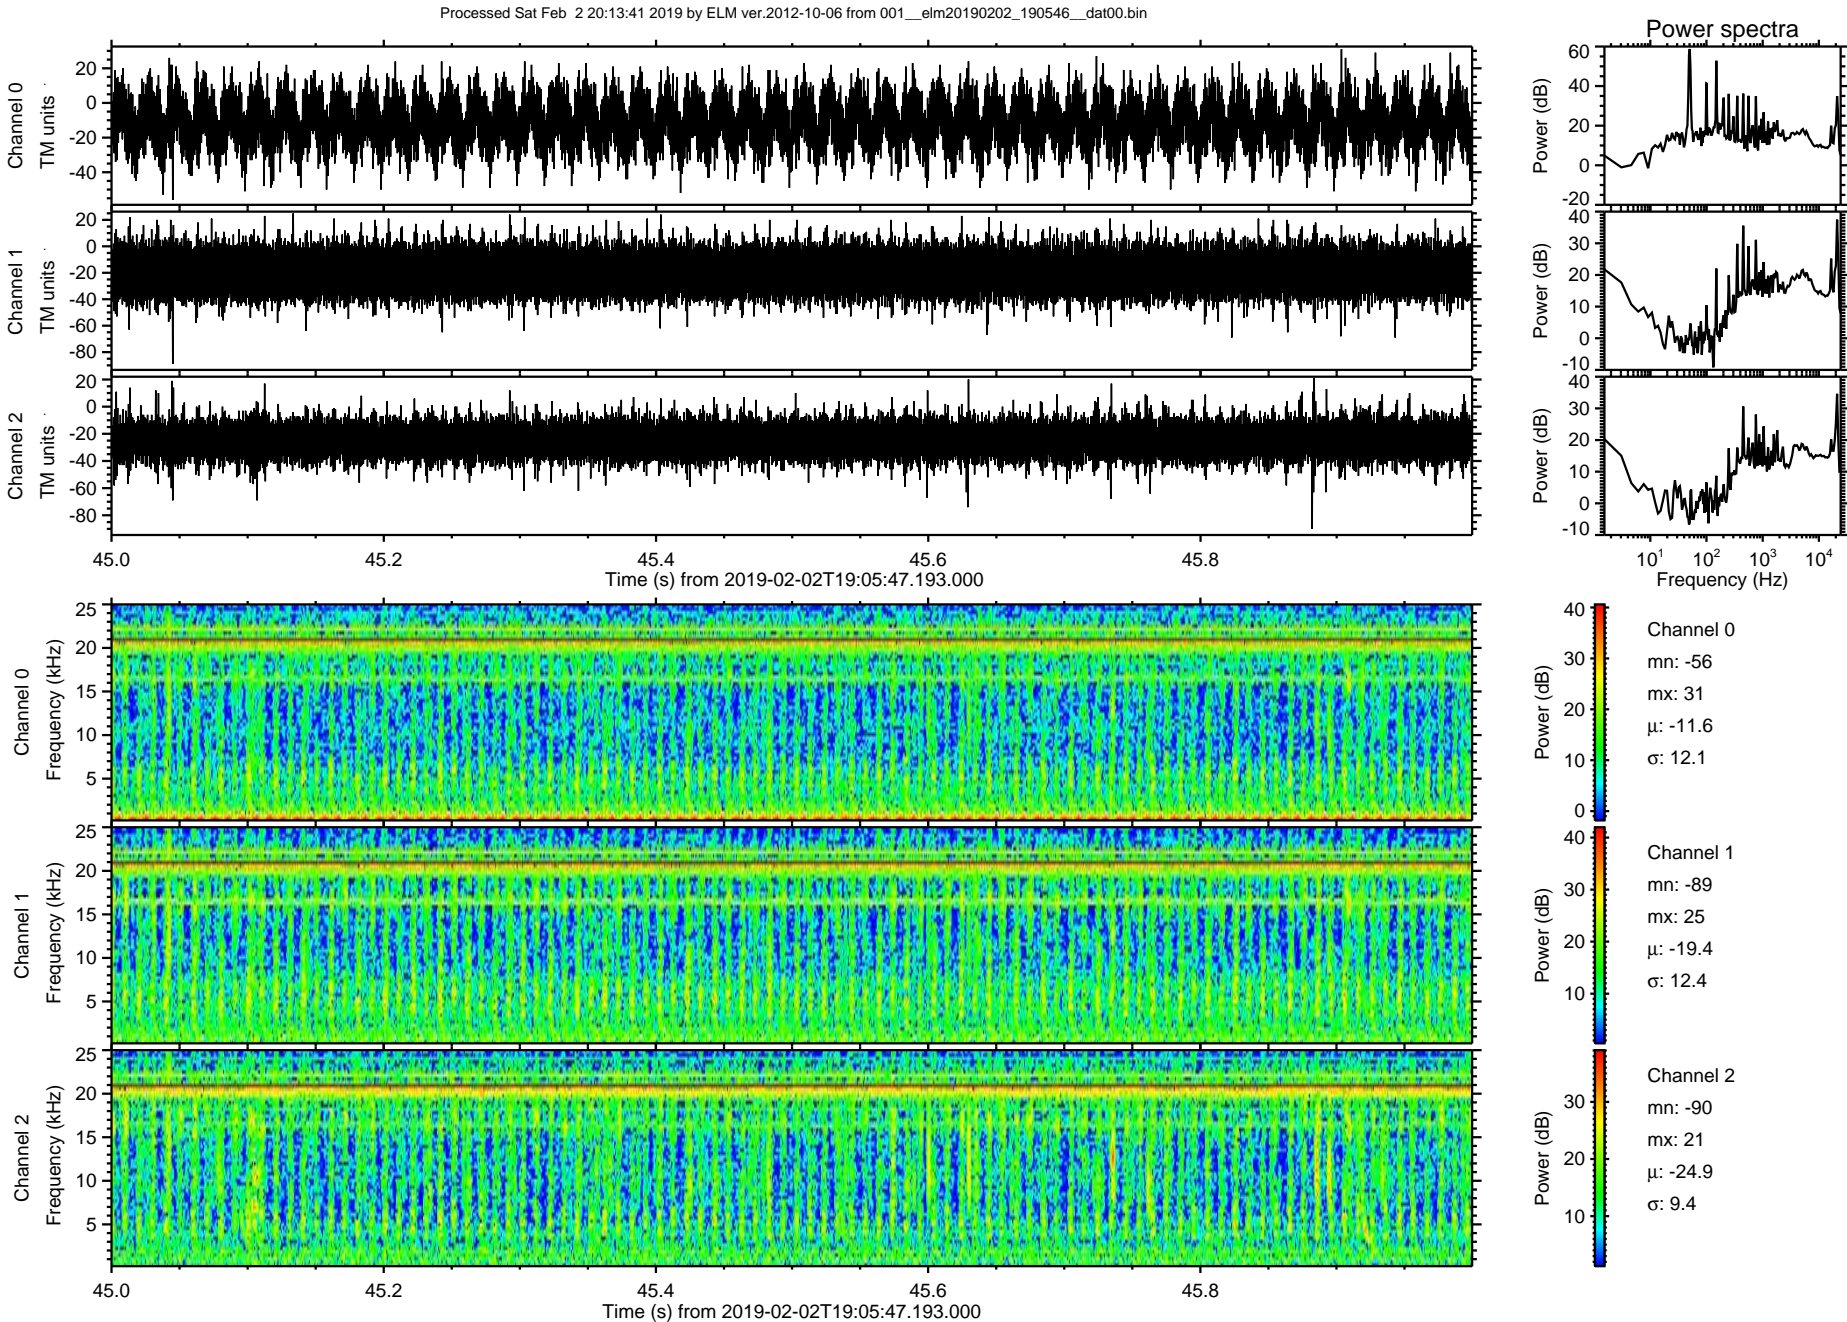 Processed Sat Feb  2 20:13:41 2019 by ELM ver.2012-10-06 from 001__elm20190202_190546__dat00.bin
Power spectra
Channel 0
TM units
20
0
-20
-40
Power (dB)
60
40
20
0
-20
Channel 1
TM units
20
0
-20
-40
-60
-80
Power (dB)
40
30
20
10
0
-10
Channel 2
TM units
20
0
-20
-40
-60
-80
Power (dB)
40
30
20
10
0
-10
45.0 45.2 45.4 45.6 45.8
Time (s) from 2019-02-02T19:05:47.193.000
10¹ 10² 10³ 10⁴
Frequency (Hz)
Channel 0
Frequency (kHz)
25
20
15
10
5
Power (dB)
40
30
20
10
0
Channel 0
mn: -56
mx: 31
μ: -11.6
σ: 12.1
Channel 1
Frequency (kHz)
25
20
15
10
5
Power (dB)
40
30
20
10
Channel 1
mn: -89
mx: 25
μ: -19.4
σ: 12.4
Channel 2
Frequency (kHz)
25
20
15
10
5
Power (dB)
30
20
10
Channel 2
mn: -90
mx: 21
μ: -24.9
σ: 9.4
45.0 45.2 45.4 45.6 45.8
Time (s) from 2019-02-02T19:05:47.193.000